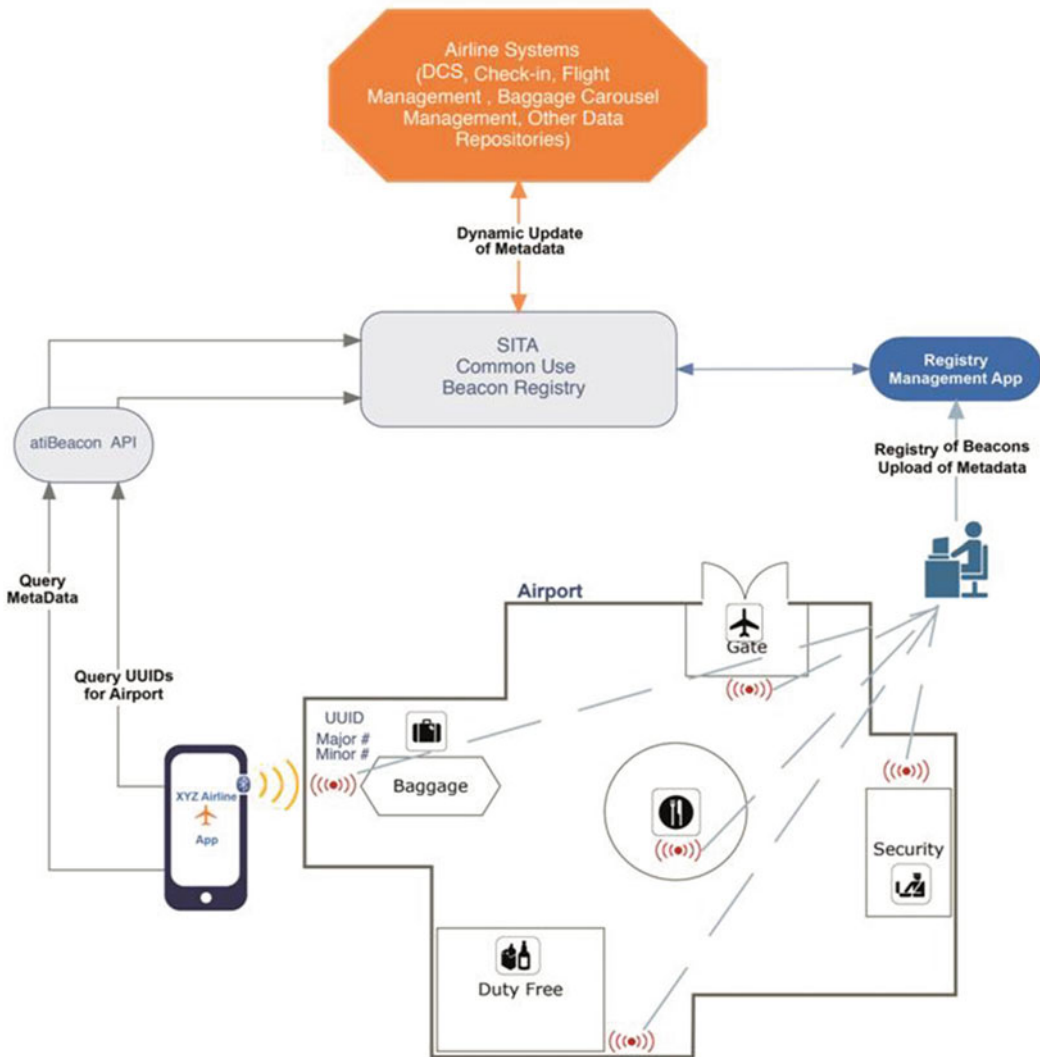 Airline Systems
(DCS, Check-in, Flight
Management , Baggage Carousel
Management, Other Data
Repositories)
Dynamic Update
of Metadata
SITA
Common Use
Beacon Registry
Registry
Management App
atiBeacon API
Registry of Beacons
Upload of Metadata
Query
MetaData
Airport
Gate
Query UUIDs
for Airport
UUID
Major #
Minor #
Baggage
XYZ Airline
App
Security
Duty Free